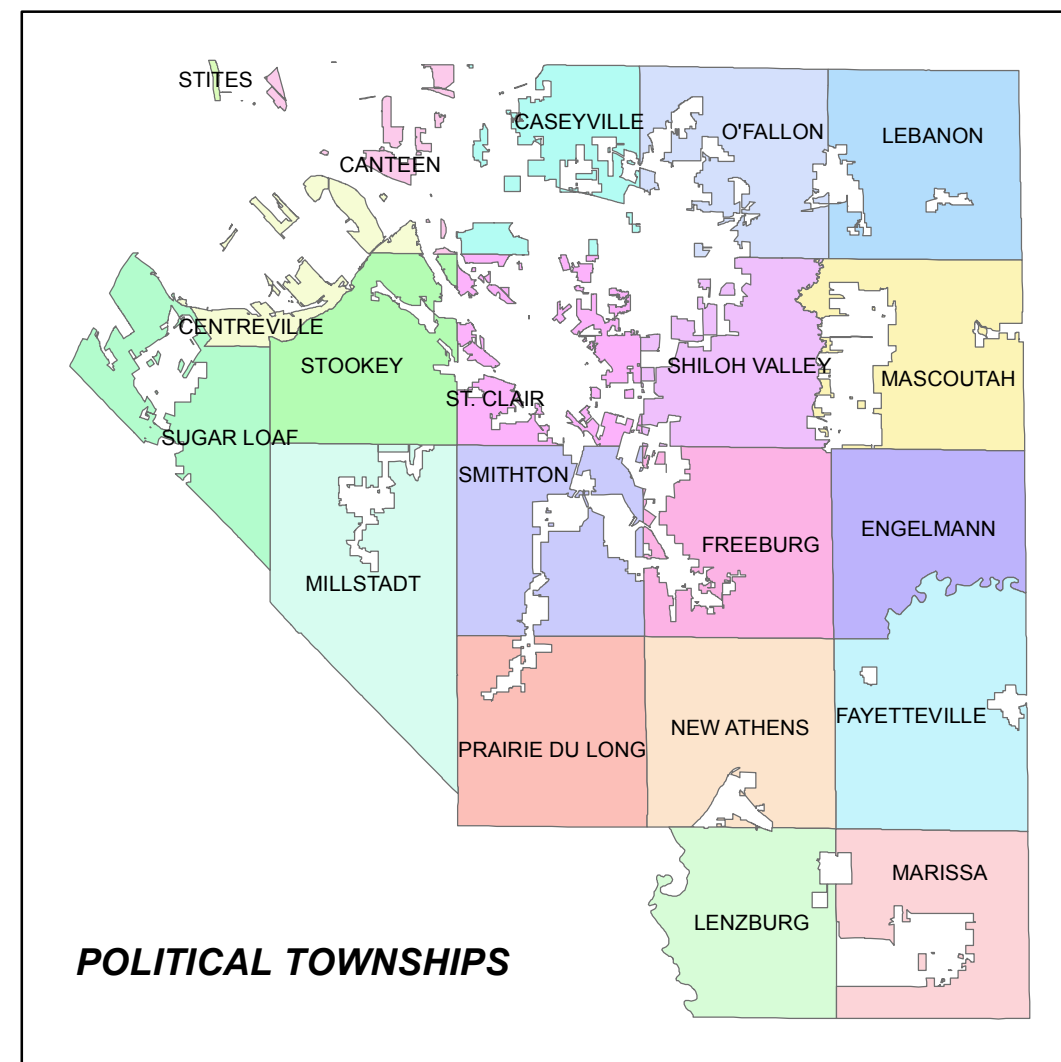 STITES
CASEYVILLE
O'FALLON
LEBANON
CANTEEN
CENTREVILLE
STOOKEY
SHILOH VALLEY
MASCOUTAH
ST. CLAIR
SUGAR LOAF
SMITHTON
ENGELMANN
FREEBURG
MILLSTADT
FAYETTEVILLE
NEW ATHENS
PRAIRIE DU LONG
MARISSA
LENZBURG
POLITICAL TOWNSHIPS